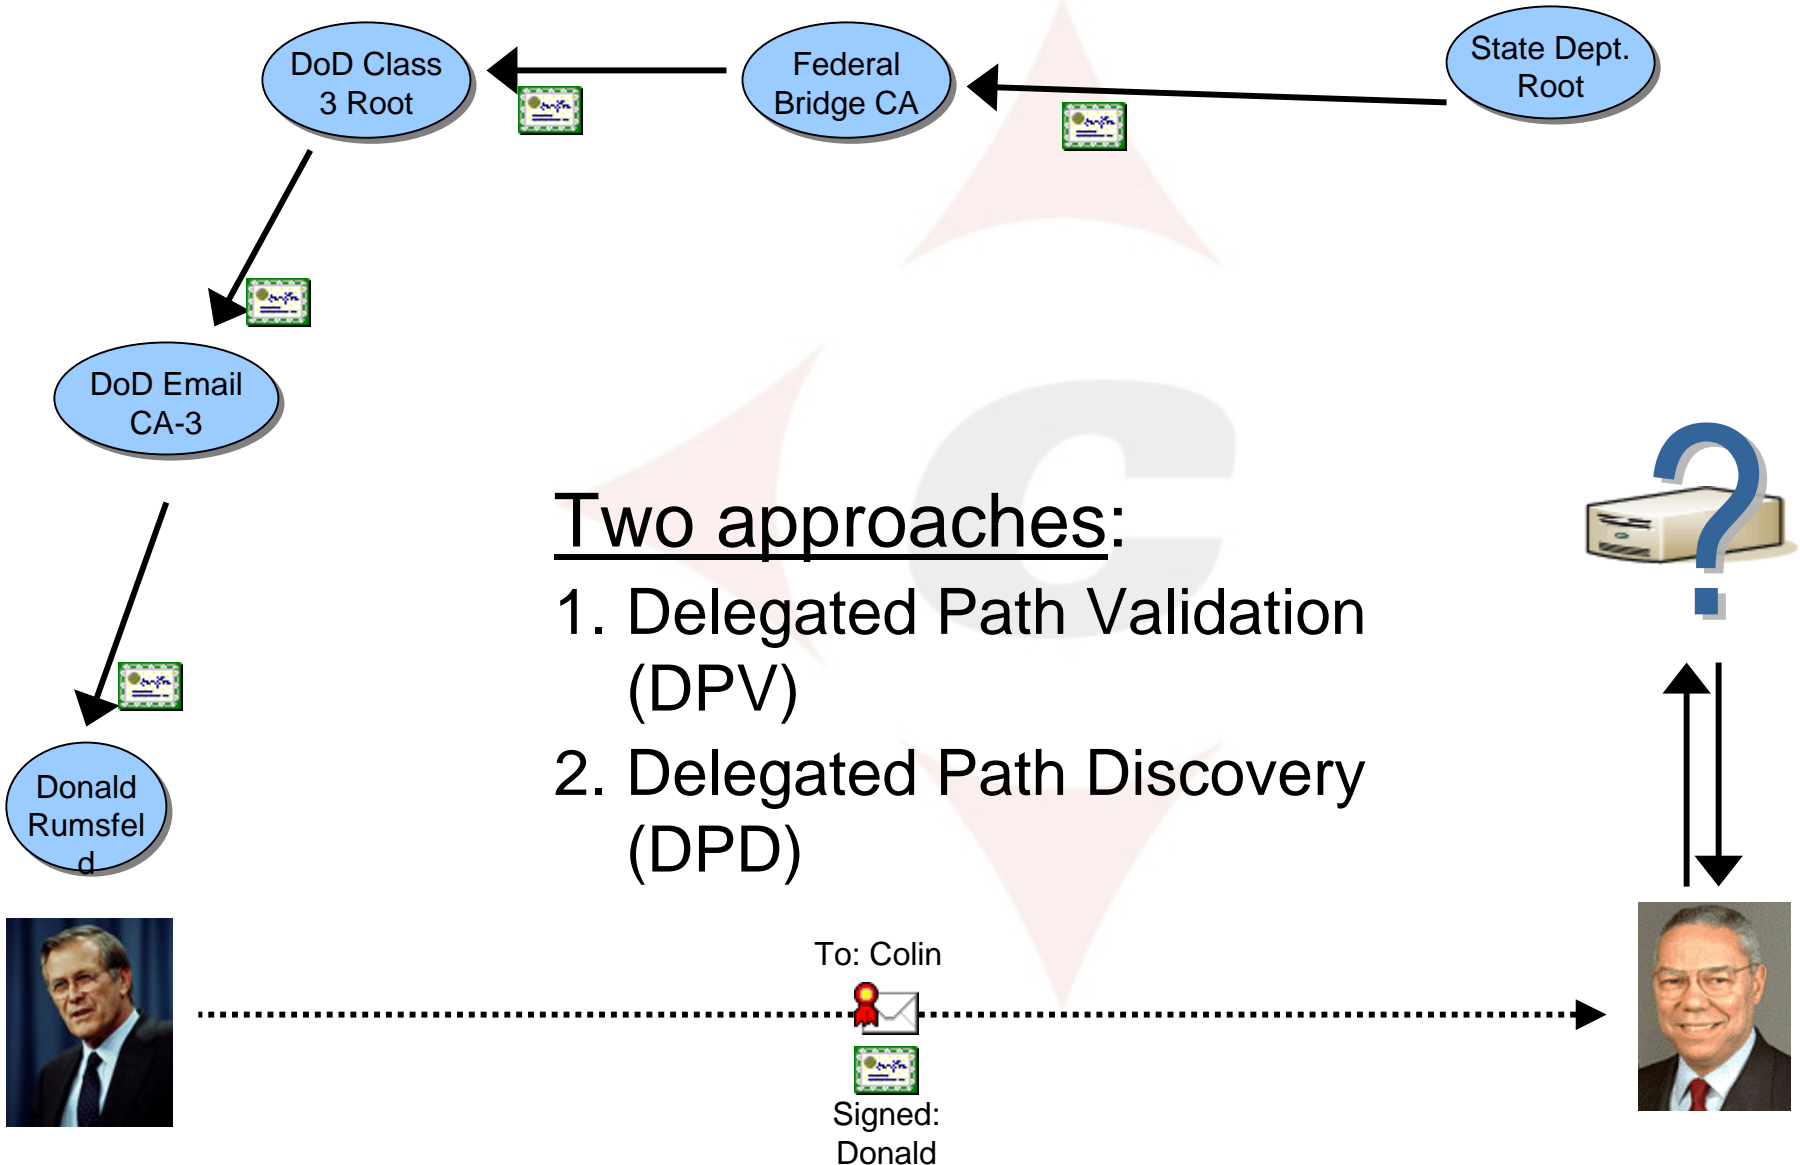 DoD Class
3 Root
Federal
Bridge CA
State Dept.
Root
DoD Email
CA-3
Two approaches:
1. Delegated Path Validation
(DPV)
2. Delegated Path Discovery
(DPD)
?
Donald
Rumsfel
d
To: Colin
Signed:
Donald
c